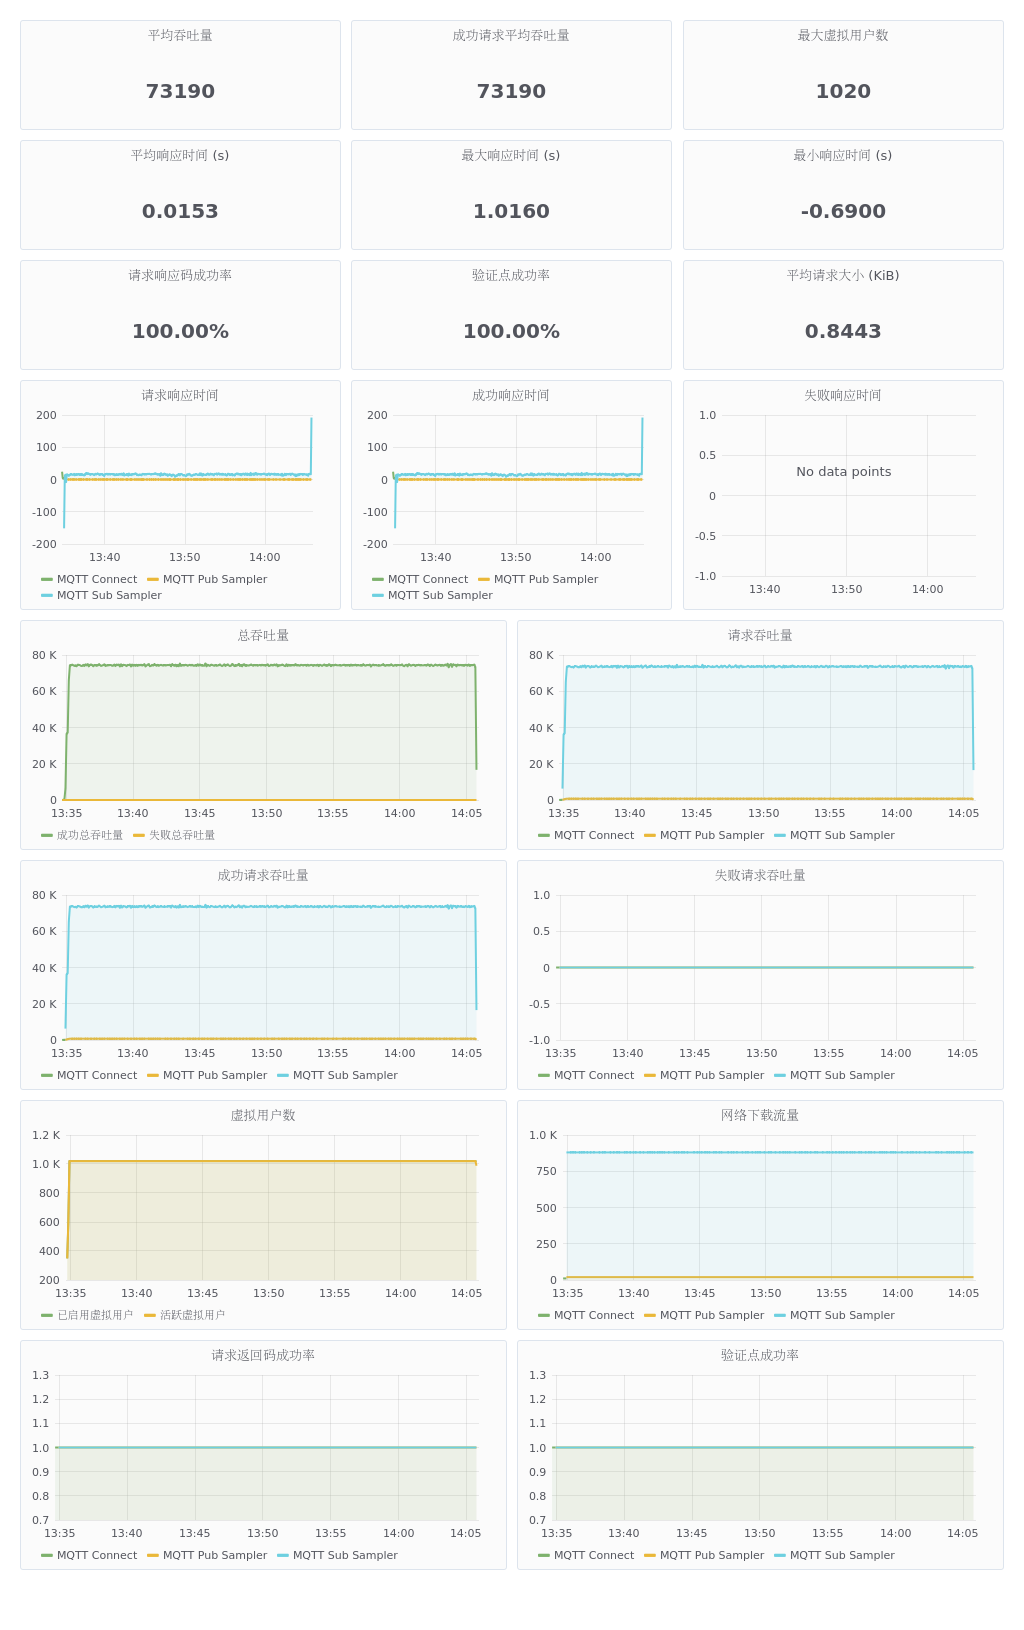 平均吞吐量
73190
成功请求平均吞吐量
73190
最大虚拟用户数
1020
平均响应时间 (s)
0.0153
最大响应时间 (s)
1.0160
最小响应时间 (s)
-0.6900
请求响应码成功率
100.00%
验证点成功率
100.00%
平均请求大小 (KiB)
0.8443
请求响应时间
200
100
0
-100
-200
13:40 13:50 14:00
MQTT Connect MQTT Pub Sampler
MQTT Sub Sampler
成功响应时间
200
100
0
-100
-200
13:40 13:50 14:00
MQTT Connect MQTT Pub Sampler
MQTT Sub Sampler
失败响应时间
1.0
0.5
No data points
0
-0.5
-1.0
13:40 13:50 14:00
总吞吐量
80 K
60 K
40 K
20 K
0
13:35 13:40 13:45 13:50 13:55 14:00 14:05
成功总吞吐量 失败总吞吐量
请求吞吐量
80 K
60 K
40 K
20 K
0
13:35 13:40 13:45 13:50 13:55 14:00 14:05
MQTT Connect MQTT Pub Sampler MQTT Sub Sampler
成功请求吞吐量
80 K
60 K
40 K
20 K
0
13:35 13:40 13:45 13:50 13:55 14:00 14:05
MQTT Connect MQTT Pub Sampler MQTT Sub Sampler
失败请求吞吐量
1.0
0.5
0
-0.5
-1.0
13:35 13:40 13:45 13:50 13:55 14:00 14:05
MQTT Connect MQTT Pub Sampler MQTT Sub Sampler
虚拟用户数
1.2 K
1.0 K
800
600
400
200
13:35 13:40 13:45 13:50 13:55 14:00 14:05
已启用虚拟用户 活跃虚拟用户
网络下载流量
1.0 K
750
500
250
0
13:35 13:40 13:45 13:50 13:55 14:00 14:05
MQTT Connect MQTT Pub Sampler MQTT Sub Sampler
请求返回码成功率
1.3
1.2
1.1
1.0
0.9
0.8
0.7
13:35 13:40 13:45 13:50 13:55 14:00 14:05
MQTT Connect MQTT Pub Sampler MQTT Sub Sampler
验证点成功率
1.3
1.2
1.1
1.0
0.9
0.8
0.7
13:35 13:40 13:45 13:50 13:55 14:00 14:05
MQTT Connect MQTT Pub Sampler MQTT Sub Sampler